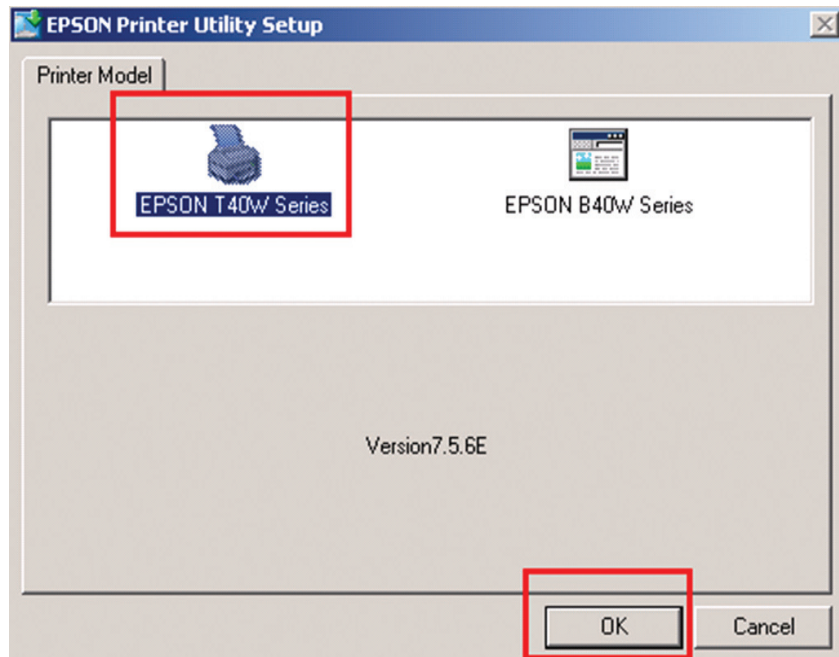 EPSON Printer Utility Setup
Printer Model
EPSON T40W Series
EPSON B40W Series
Version7.5.6E
OK
Cancel